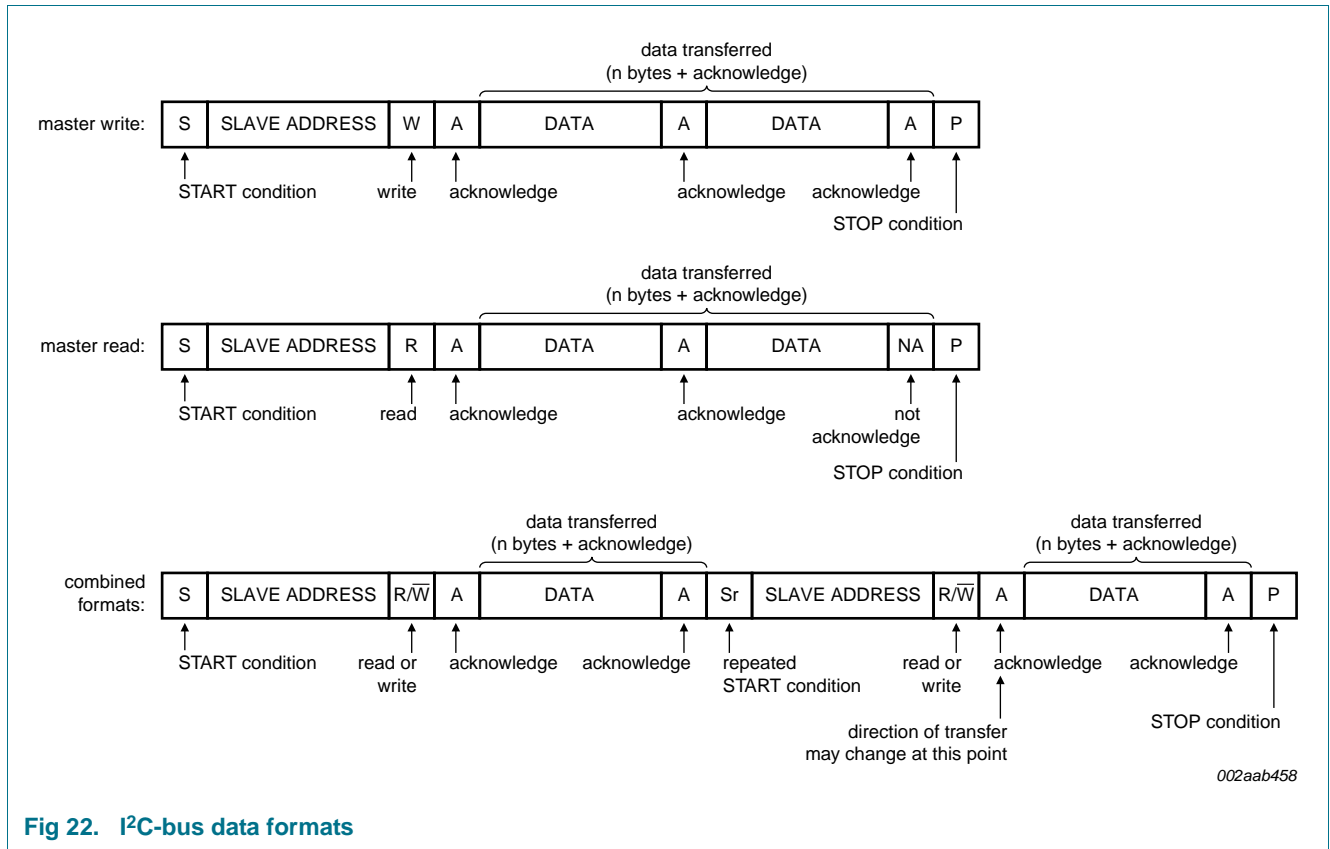 data transferred
(n bytes + acknowledge)
master write: S SLAVE ADDRESS W A DATA A DATA A P
START condition write acknowledge acknowledge acknowledge
STOP condition
data transferred
(n bytes + acknowledge)
master read: S SLAVE ADDRESS R A DATA A DATA NA P
START condition read acknowledge acknowledge not
acknowledge
STOP condition
data transferred data transferred
(n bytes + acknowledge) (n bytes + acknowledge)
combined
formats: S SLAVE ADDRESS R/W̅ A DATA A Sr SLAVE ADDRESS R/W̅ A DATA A P
START condition read or acknowledge acknowledge repeated read or acknowledge acknowledge
write START condition write
STOP condition
direction of transfer
may change at this point
002aab458
Fig 22. I²C-bus data formats